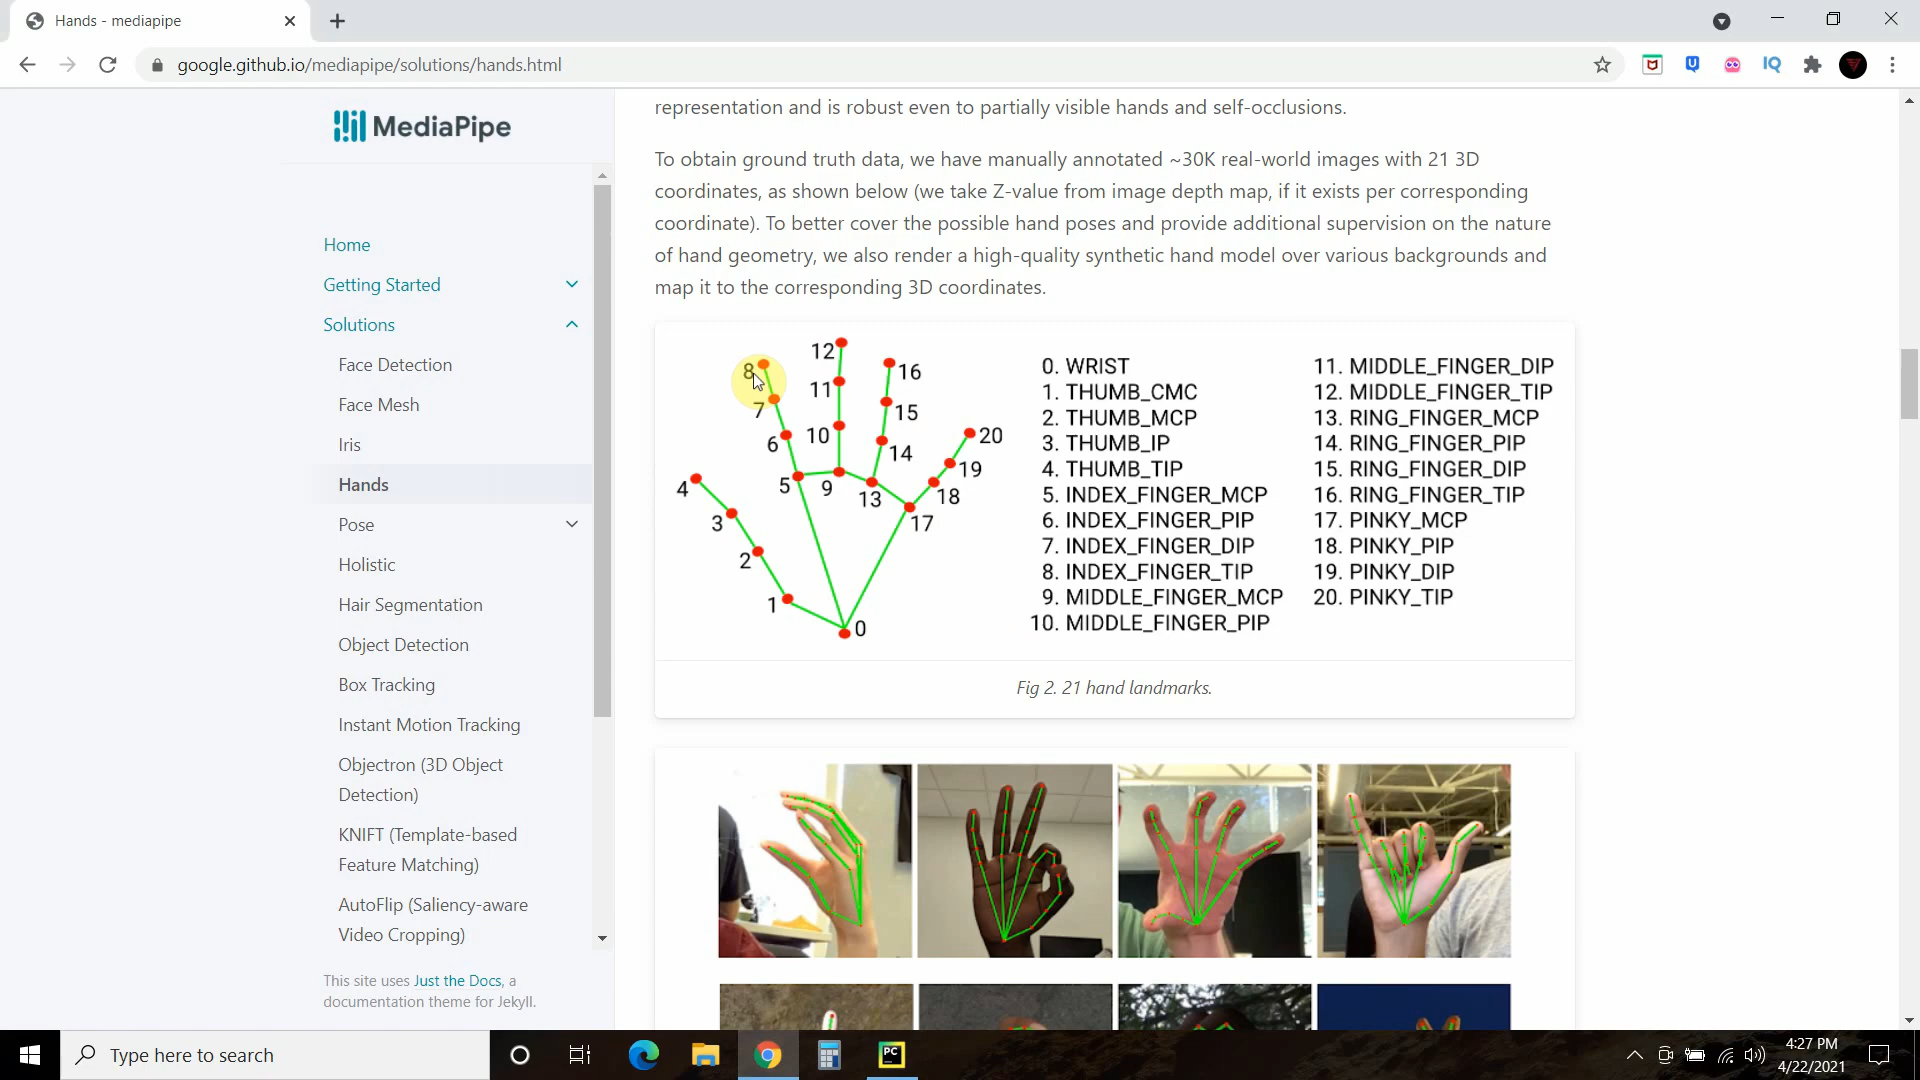 Hands - mediapipe
google.github.io/mediapipe/solutions/hands.html
IQ
MediaPipe
Home
Getting Started
Solutions
Face Detection
Face Mesh
Iris
Hands
Pose
Holistic
Hair Segmentation
Object Detection
Box Tracking
Instant Motion Tracking
Objectron (3D Object
Detection)
KNIFT (Template-based
Feature Matching)
AutoFlip (Saliency-aware
Video Cropping)
This site uses Just the Docs, a
documentation theme for Jekyll.
representation and is robust even to partially visible hands and self-occlusions.
To obtain ground truth data, we have manually annotated ~30K real-world images with 21 3D
coordinates, as shown below (we take Z-value from image depth map, if it exists per corresponding
coordinate). To better cover the possible hand poses and provide additional supervision on the nature
of hand geometry, we also render a high-quality synthetic hand model over various backgrounds and
map it to the corresponding 3D coordinates.
12
8
16
11
7
15
10
20
6
14
19
4
5
9
13
18
3
17
2
1
0
0. WRIST
1. THUMB_CMC
2. THUMB_MCP
3. THUMB_IP
4. THUMB_TIP
5. INDEX_FINGER_MCP
6. INDEX_FINGER_PIP
7. INDEX_FINGER_DIP
8. INDEX_FINGER_TIP
9. MIDDLE_FINGER_MCP
10. MIDDLE_FINGER_PIP
11. MIDDLE_FINGER_DIP
12. MIDDLE_FINGER_TIP
13. RING_FINGER_MCP
14. RING_FINGER_PIP
15. RING_FINGER_DIP
16. RING_FINGER_TIP
17. PINKY_MCP
18. PINKY_PIP
19. PINKY_DIP
20. PINKY_TIP
Fig 2. 21 hand landmarks.
Type here to search
PC
4:27 PM
4/22/2021